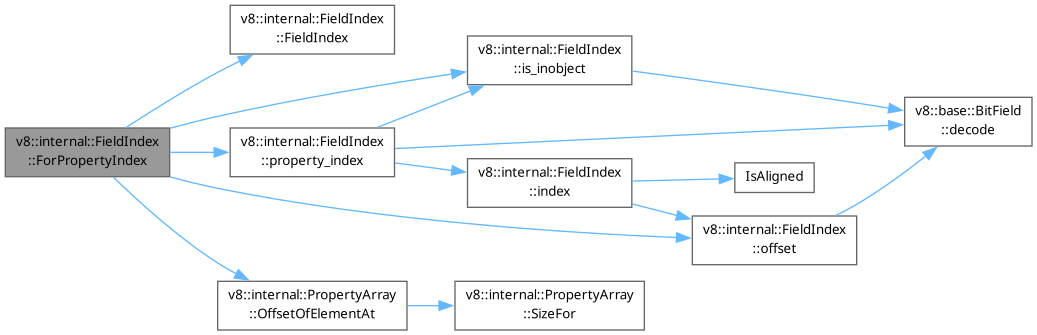 v8::internal::FieldIndex
::FieldIndex
v8::internal::FieldIndex
::is_inobject
v8::base::BitField
::decode
v8::internal::FieldIndex
::ForPropertyIndex
v8::internal::FieldIndex
::property_index
v8::internal::FieldIndex
::index
IsAligned
v8::internal::FieldIndex
::offset
v8::internal::PropertyArray
::OffsetOfElementAt
v8::internal::PropertyArray
::SizeFor